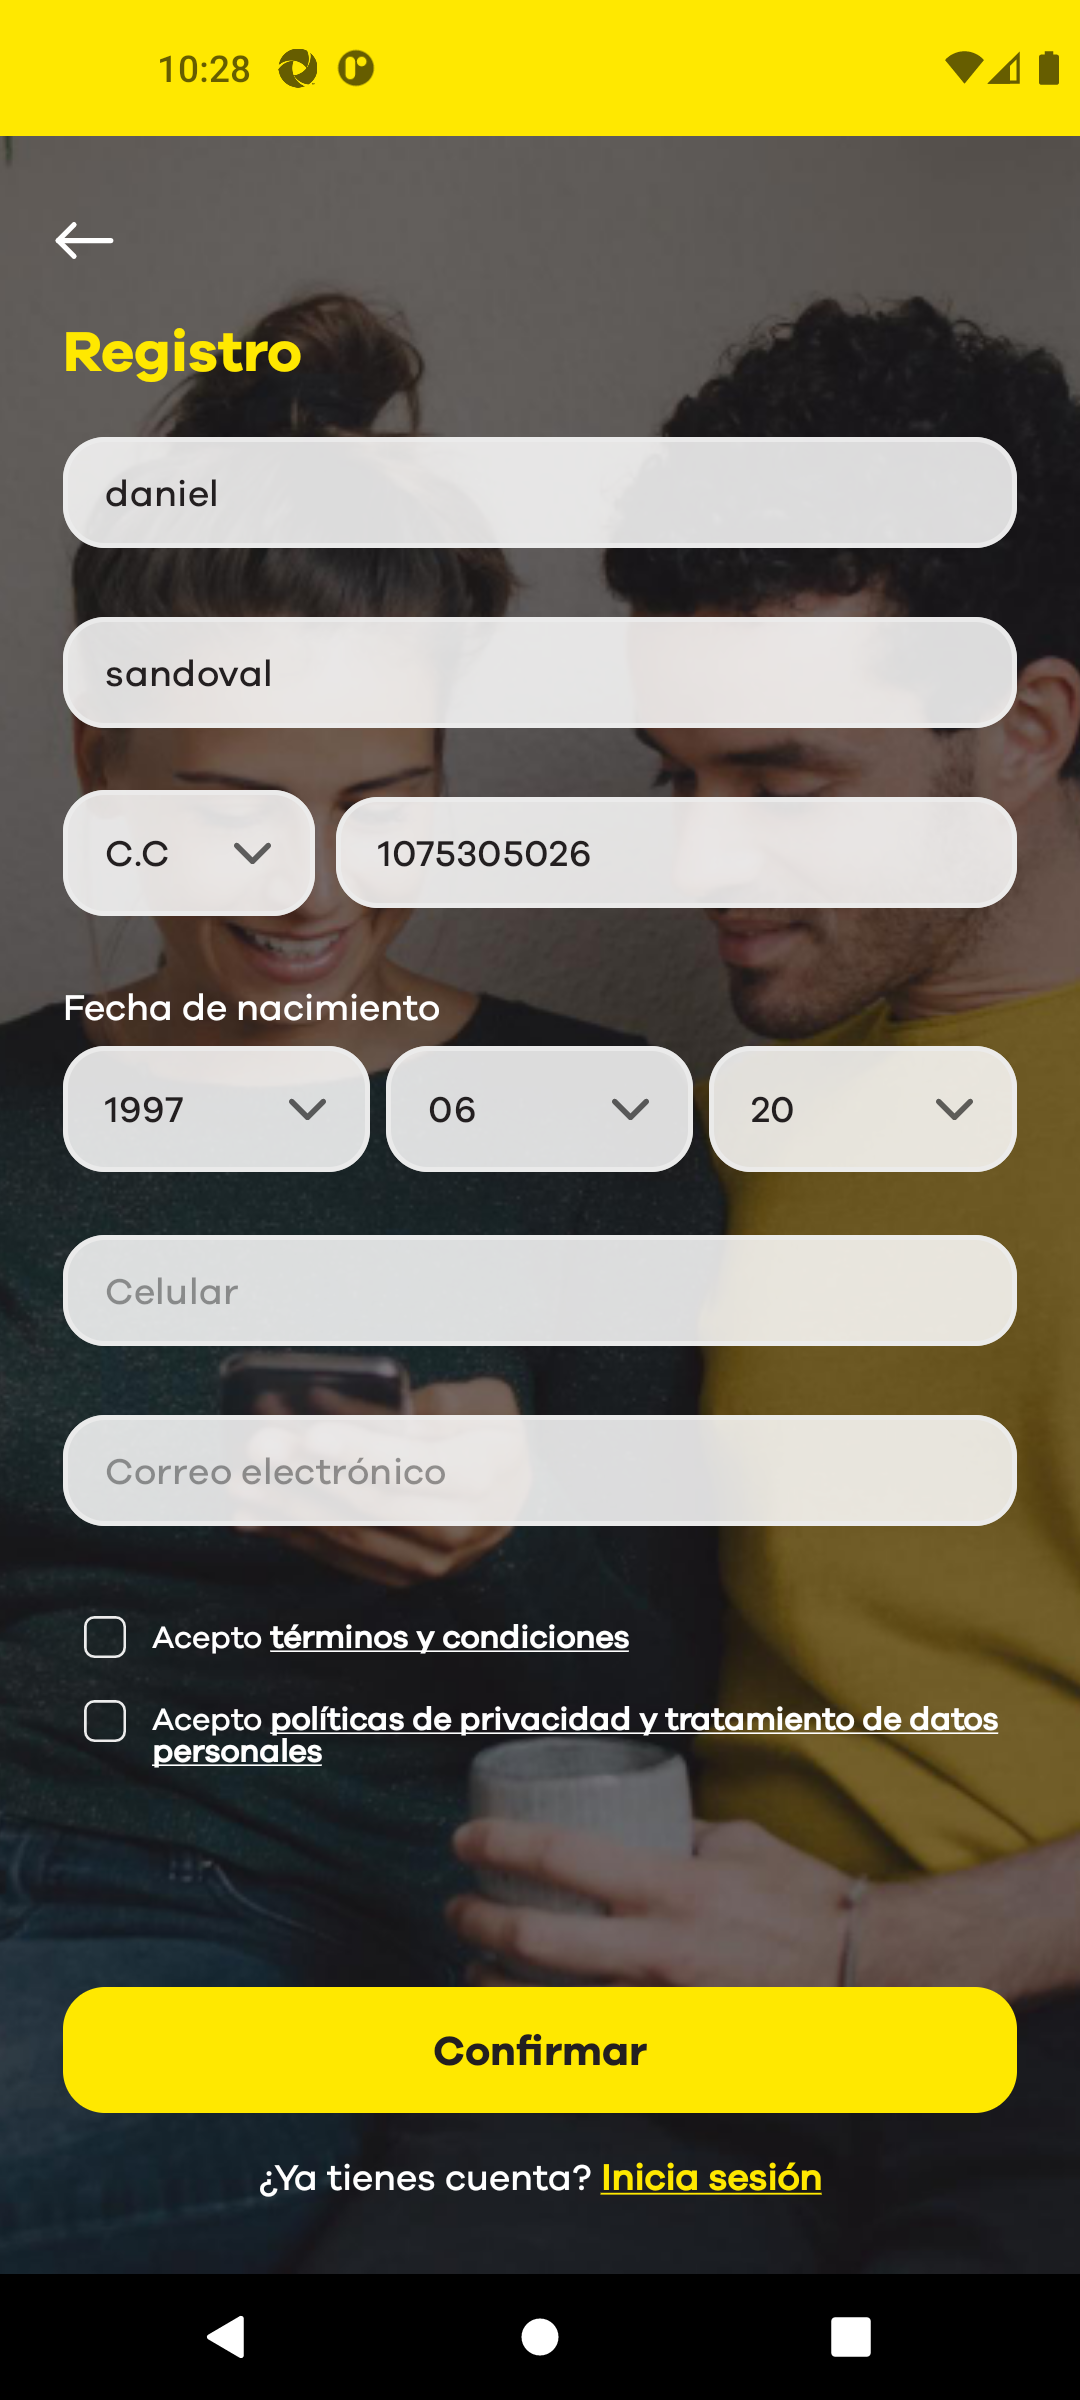 10:28
Registro
daniel
sandoval
C.C
1075305026
Fecha de nacimiento
1997
06
20
Celular
Correo electrónico
Acepto términos y condiciones
Acepto políticas de privacidad y tratamiento de datos
personales
Confirmar
¿Ya tienes cuenta? Inicia sesión